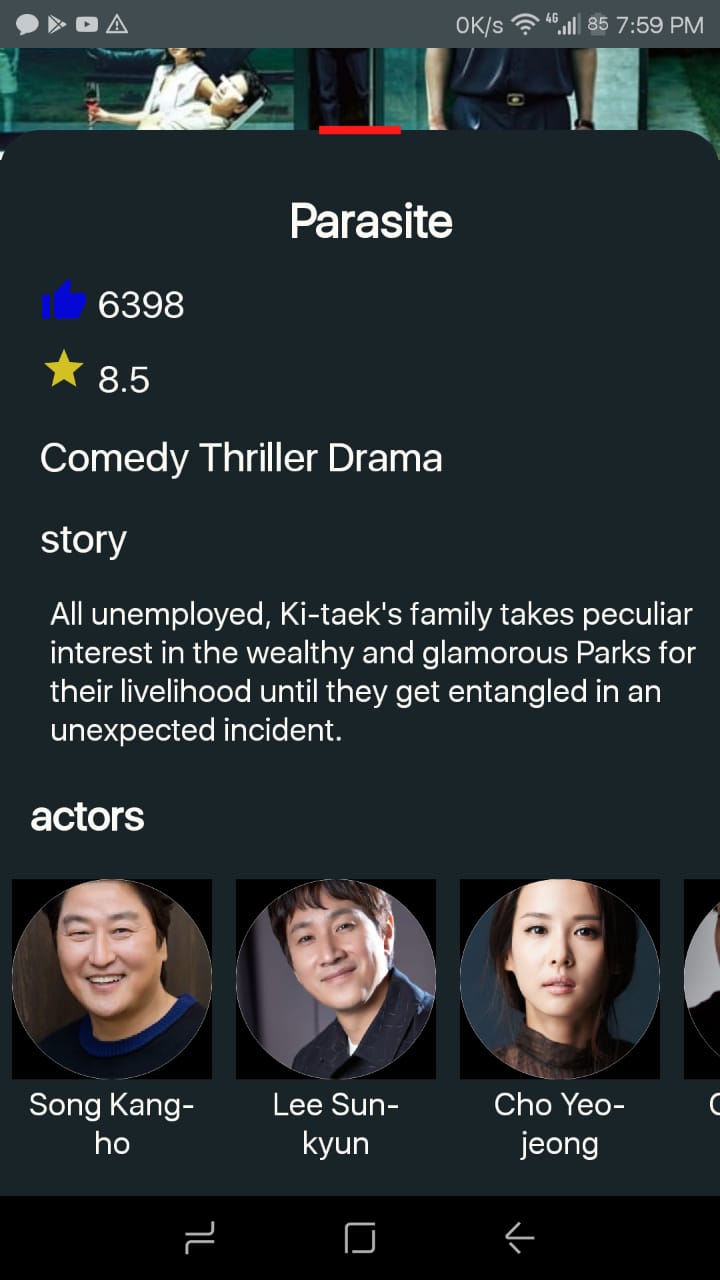 0K/s 4G 85 7:59 PM
Parasite
6398
8.5
Comedy Thriller Drama
story
All unemployed, Ki-taek's family takes peculiar
interest in the wealthy and glamorous Parks for
their livelihood until they get entangled in an
unexpected incident.
actors
Song Kang-
ho
Lee Sun-
kyun
Cho Yeo-
jeong